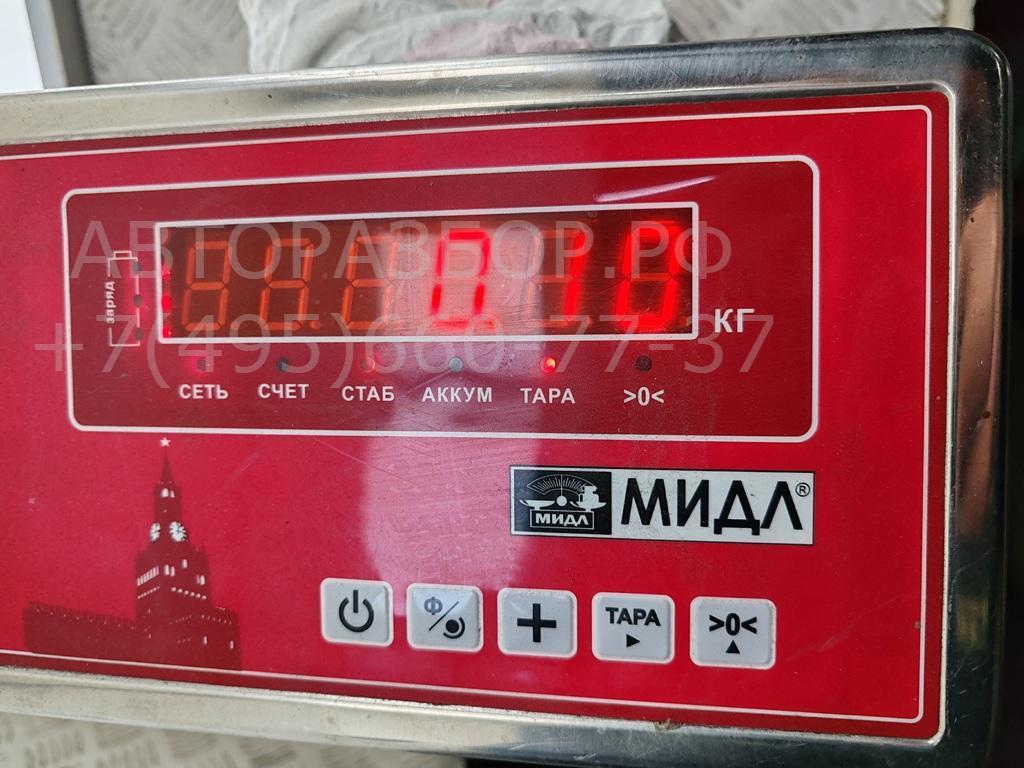 АВТОРАЗБОР.РФ
+7(495)660-77-37
заряд
кг
СЕТЬ СЧЕТ СТАБ АККУМ ТАРА >0<
МИДЛ МИДЛ®
Ф
ТАРА >0<